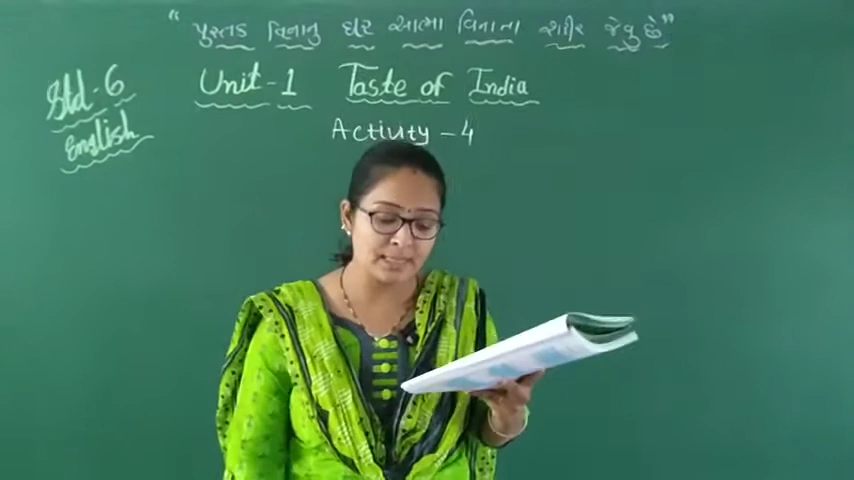 "પુસ્તક વિનાનુ ઘર આત્મા વિનાના શરીર જેવુ છે"
Std-6
English
Unit-1 Taste of India
Activity-4